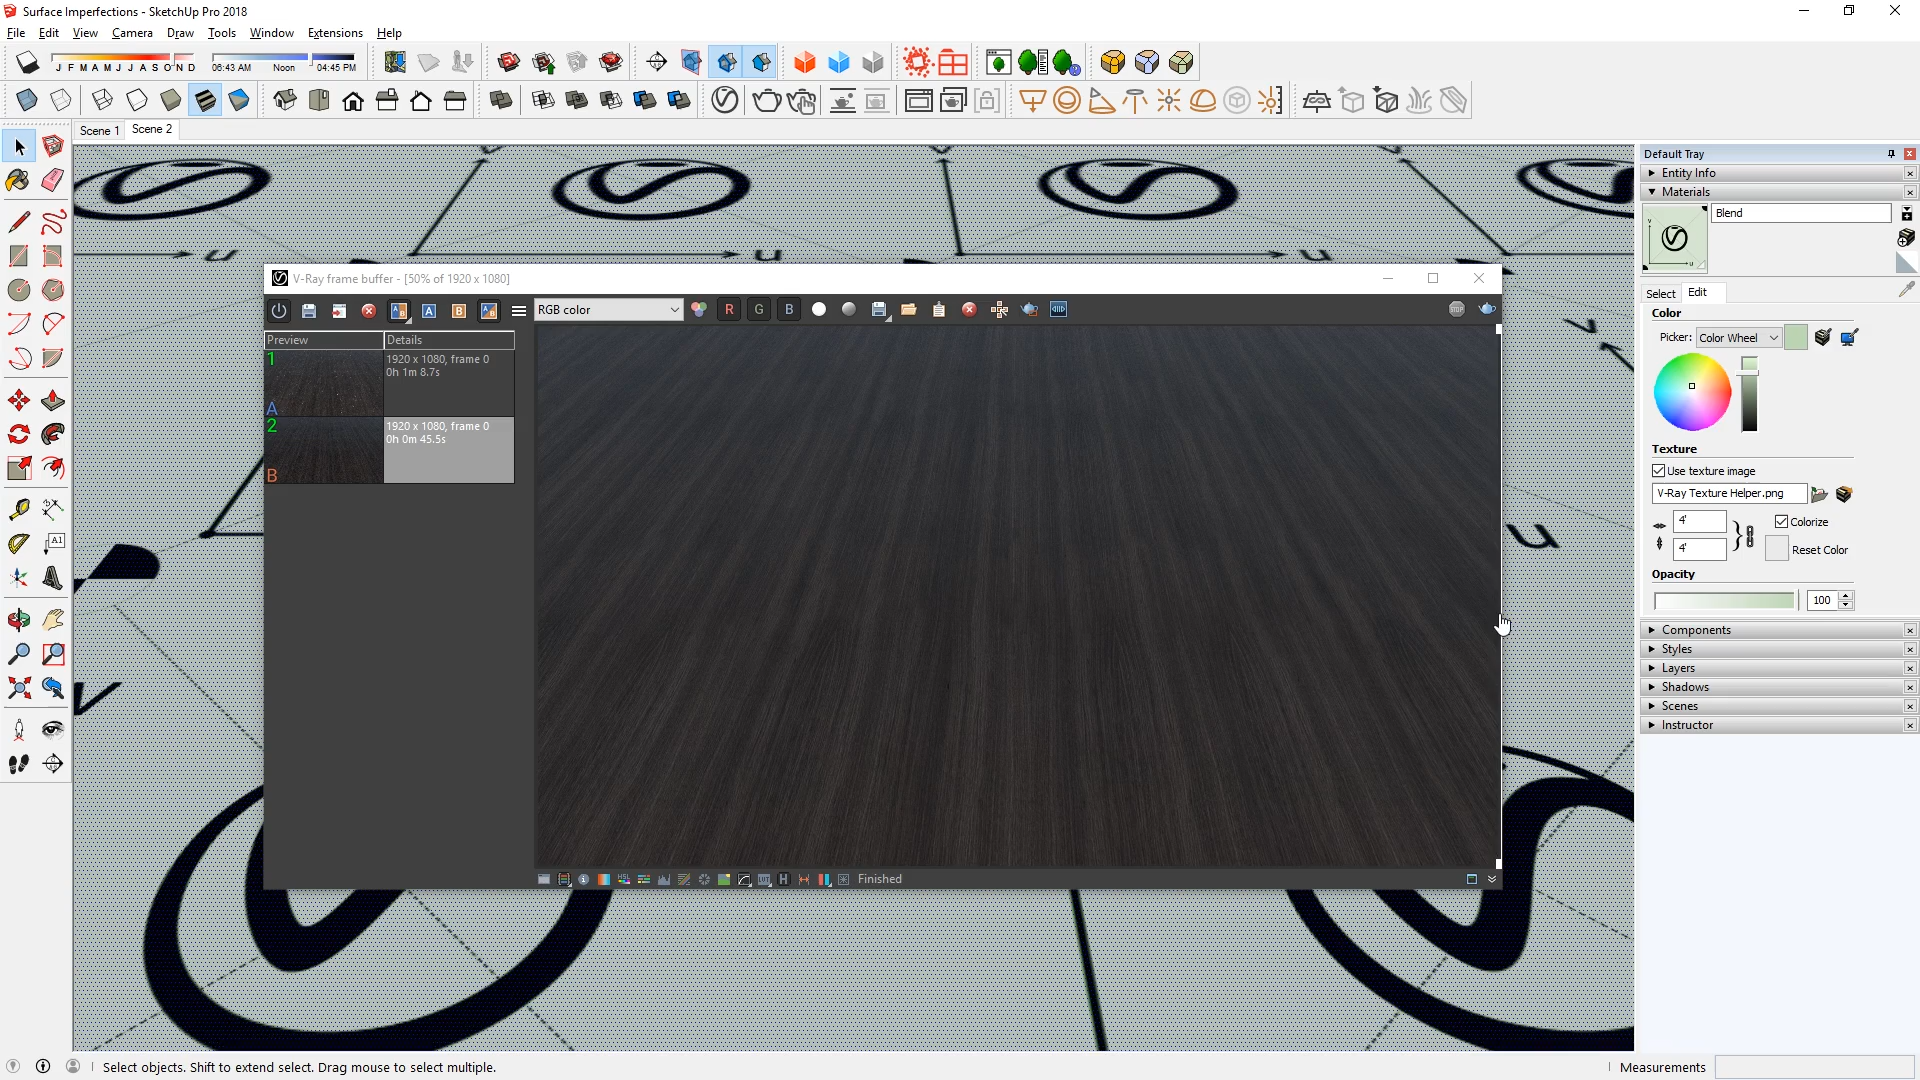 Surface Imperfections - SketchUp Pro 2018
File Edit View Camera Draw Tools Window Extensions Help
J F M A M J J A S O N D
06:43 AM Noon 04:45 PM
Scene 1 Scene 2
Default Tray
Entity Info
Materials
Blend
Select Edit
Color
Picker: Color Wheel
Texture
Use texture image
V-Ray Texture Helper.png
4'
Colorize
4'
Reset Color
Opacity
100
Components
Styles
Layers
Shadows
Scenes
Instructor
V-Ray frame buffer - [50% of 1920 x 1080]
A B RGB color R G B STOP
Preview Details
1 1920 x 1080, frame 0
0h 1m 8.7s
A
2 1920 x 1080, frame 0
0h 0m 45.5s
B
HSL LUT H Finished
A1
u u u
u
v
Select objects. Shift to extend select. Drag mouse to select multiple.
Measurements